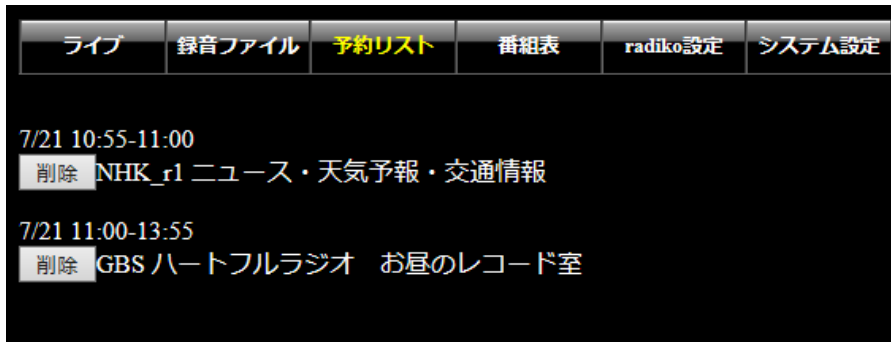 ライブ 録音ファイル 予約リスト 番組表 radiko設定 システム設定
7/21 10:55-11:00
削除 NHK_r1 ニュース・天気予報・交通情報
7/21 11:00-13:55
削除 GBS ハートフルラジオ　お昼のレコード室